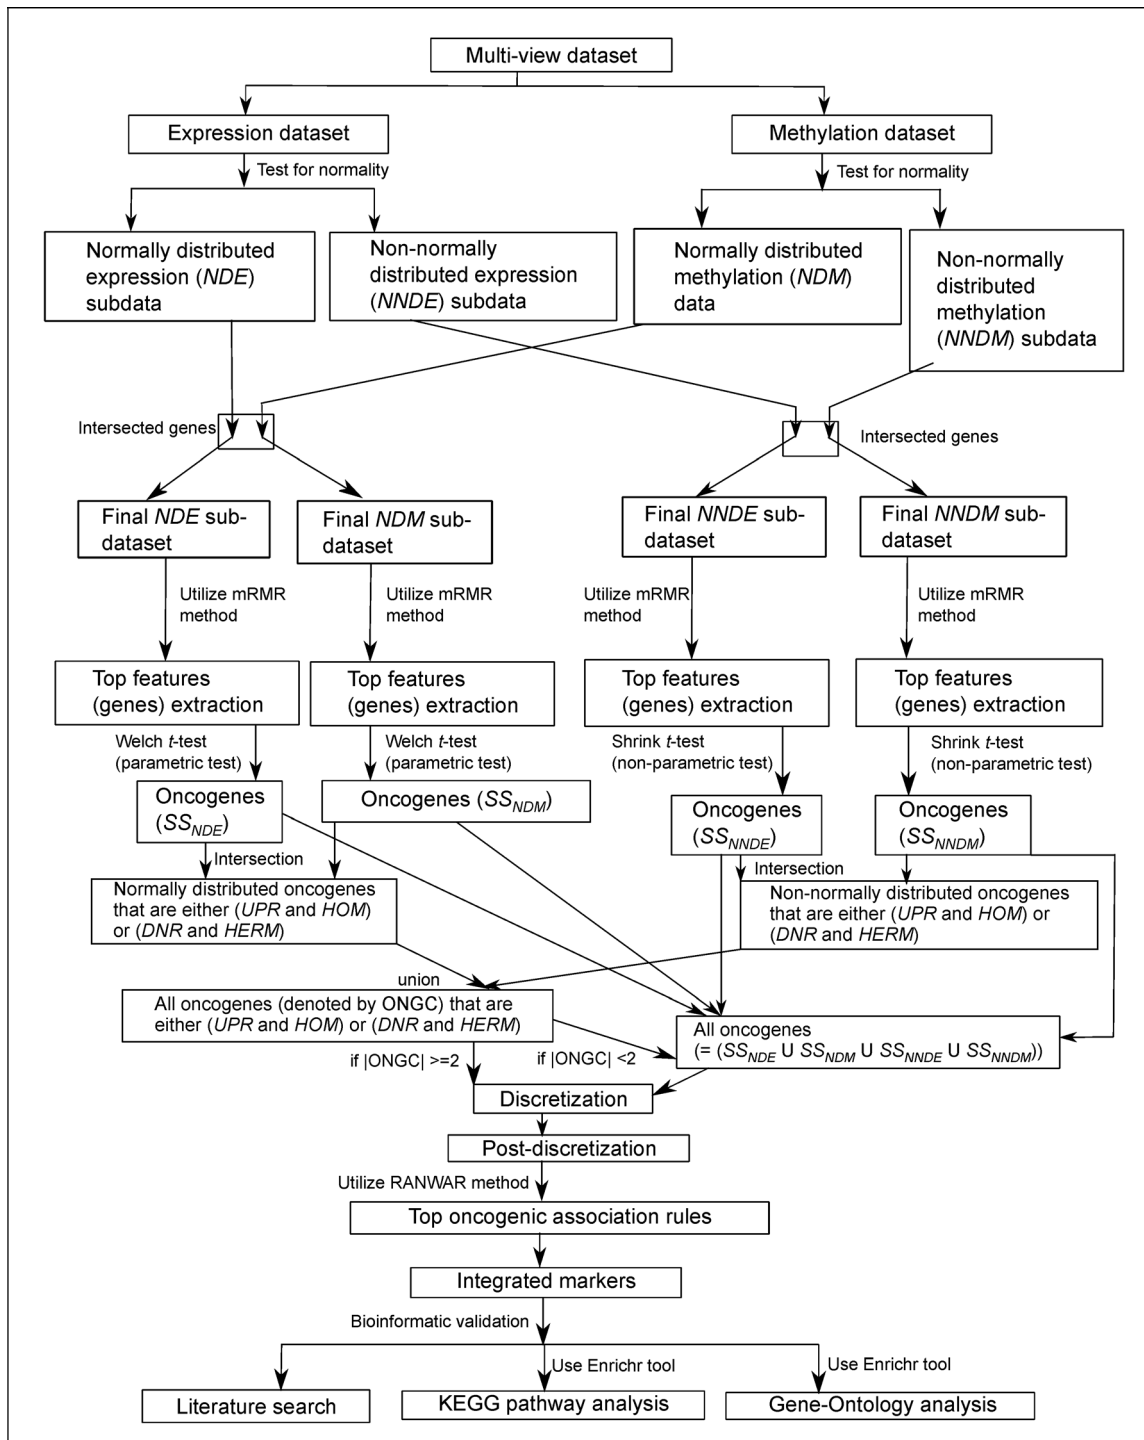 Multi-view dataset
Expression dataset
Methylation dataset
Test for normality
Test for normality
Normally distributed
expression (NDE)
subdata
Non-normally
distributed expression
(NNDE) subdata
Normally distributed
methylation (NDM)
data
Non-normally
distributed
methylation
(NNDM) subdata
Intersected genes
Intersected genes
Final NDE sub-
dataset
Final NDM sub-
dataset
Final NNDE sub-
dataset
Final NNDM sub-
dataset
Utilize mRMR
method
Utilize mRMR
method
Utilize mRMR
method
Utilize mRMR
method
Top features
(genes) extraction
Top features
(genes) extraction
Top features
(genes) extraction
Top features
(genes) extraction
Welch t-test
(parametric test)
Welch t-test
(parametric test)
Shrink t-test
(non-parametric test)
Shrink t-test
(non-parametric test)
Oncogenes
(SSNDE)
Oncogenes (SSNDM)
Oncogenes
(SSNNDE)
Oncogenes
(SSNNDM)
Intersection
Intersection
Normally distributed oncogenes
that are either (UPR and HOM)
or (DNR and HERM)
Non-normally distributed oncogenes
that are either (UPR and HOM) or
(DNR and HERM)
union
All oncogenes (denoted by ONGC) that are
either (UPR and HOM) or (DNR and HERM)
All oncogenes
(= (SSNDE U SSNDM U SSNNDE U SSNNDM))
if |ONGC| >=2
if |ONGC| <2
Discretization
Post-discretization
Utilize RANWAR method
Top oncogenic association rules
Integrated markers
Bioinformatic validation
Use Enrichr tool
Use Enrichr tool
Literature search
KEGG pathway analysis
Gene-Ontology analysis